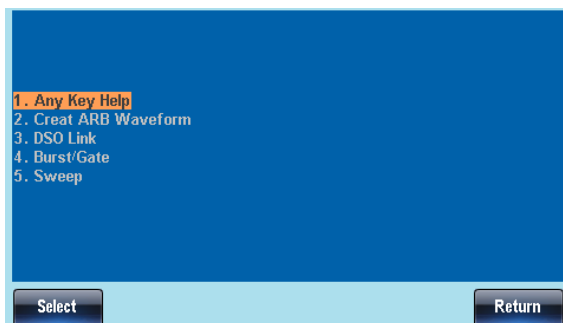 1. Any Key Help
2. Creat ARB Waveform
3. DSO Link
4. Burst/Gate
5. Sweep
Select
Return